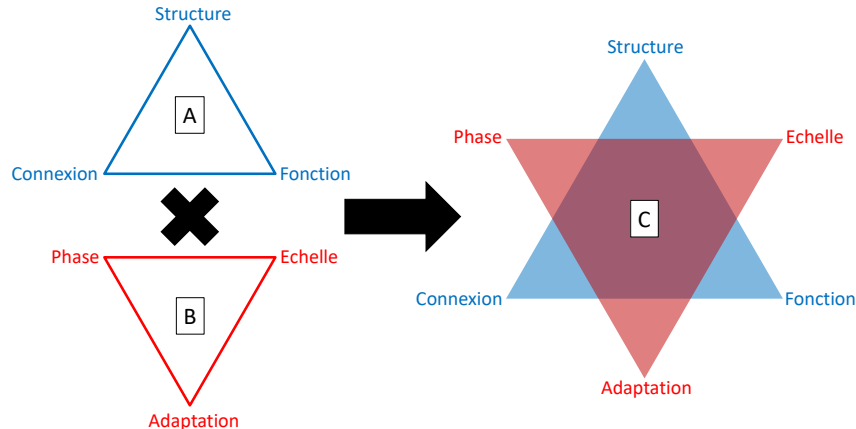 Structure
A
Connexion
Fonction
Phase
Echelle
B
Adaptation
Structure
Phase
Echelle
C
Connexion
Fonction
Adaptation